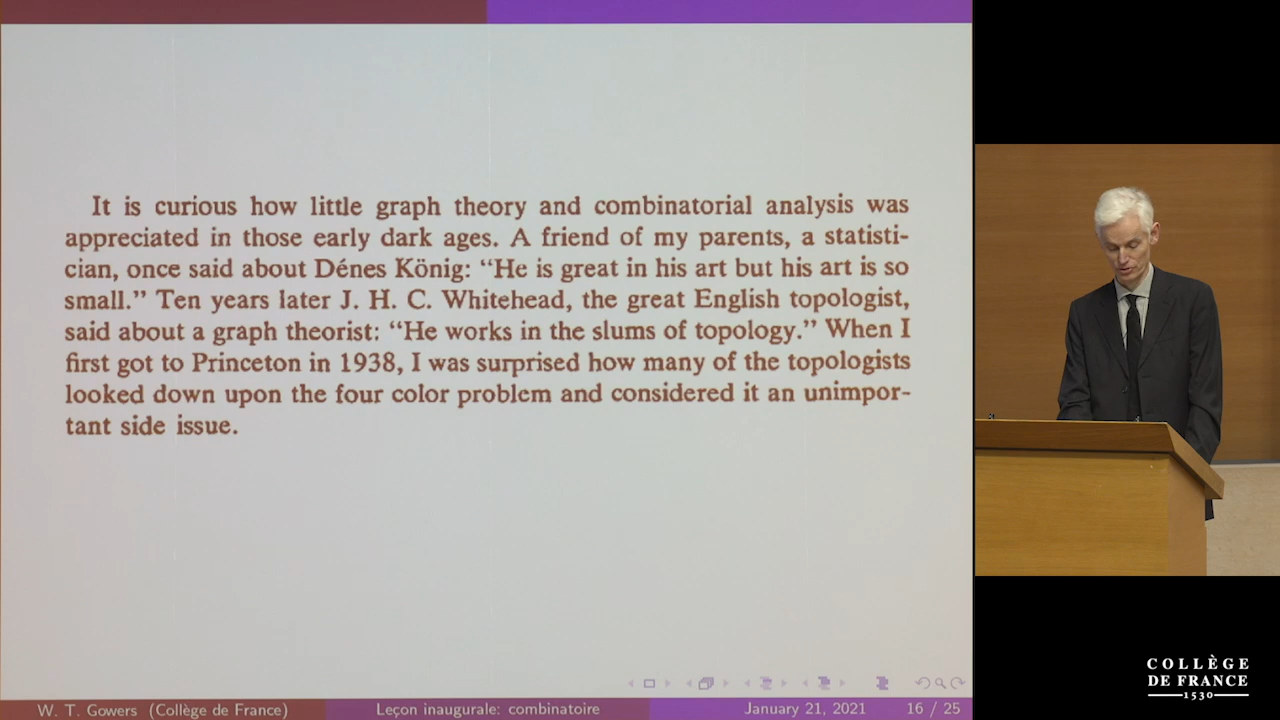 It is curious how little graph theory and combinatorial analysis was
appreciated in those early dark ages. A friend of my parents, a statisti-
cian, once said about Dénes König: “He is great in his art but his art is so
small.” Ten years later J. H. C. Whitehead, the great English topologist,
said about a graph theorist: “He works in the slums of topology.” When I
first got to Princeton in 1938, I was surprised how many of the topologists
looked down upon the four color problem and considered it an unimpor-
tant side issue.
W. T. Gowers (Collège de France)
Leçon inaugurale: combinatoire
January 21, 2021
16 / 25
COLLÈGE
DE FRANCE
1530